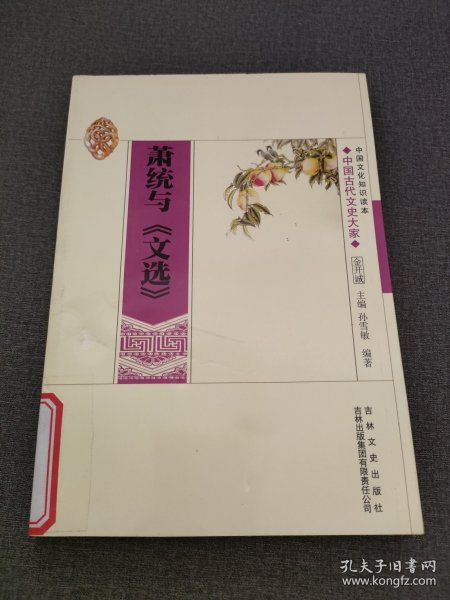 萧统与《文选》
中国文化知识读本
◆中国古代文史大家◆
金开诚 主编 孙雪敏 编著
吉林文史出版社
吉林出版集团有限责任公司
孔夫子旧书网
www.kongfz.com